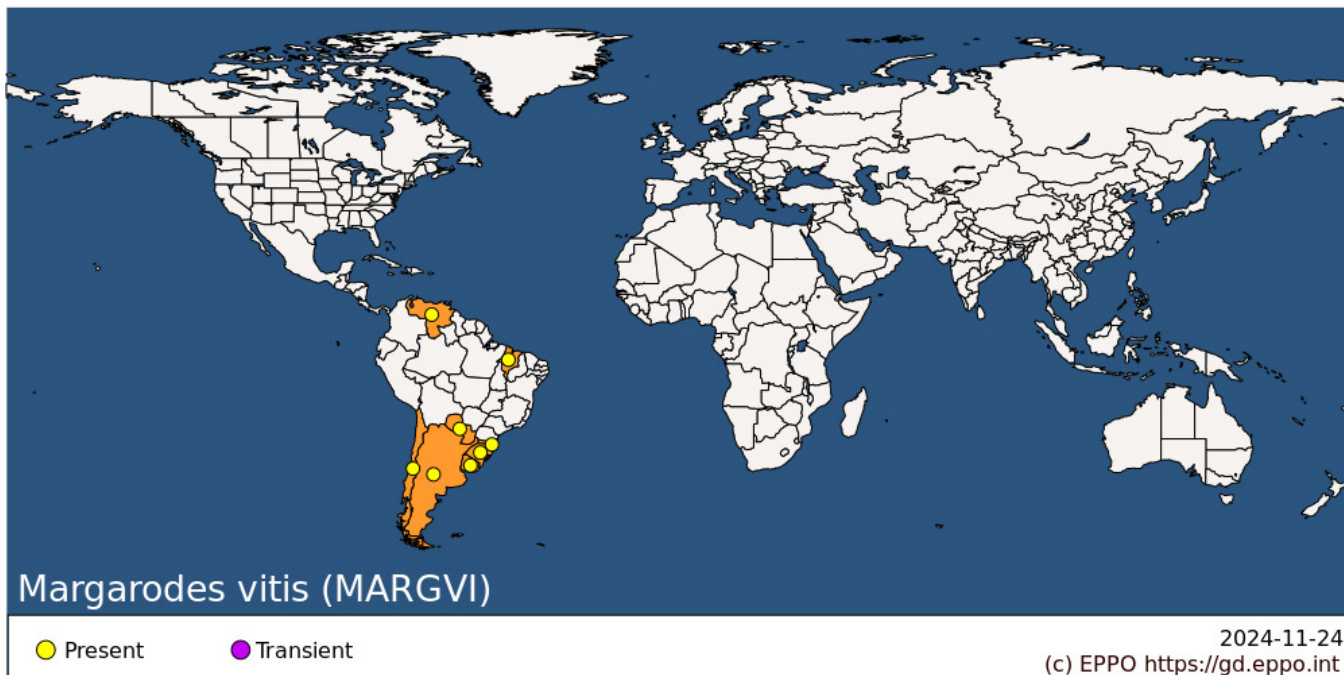 Margarodes vitis (MARGVI)
Present
Transient
2024-11-24
(c) EPPO https://gd.eppo.int